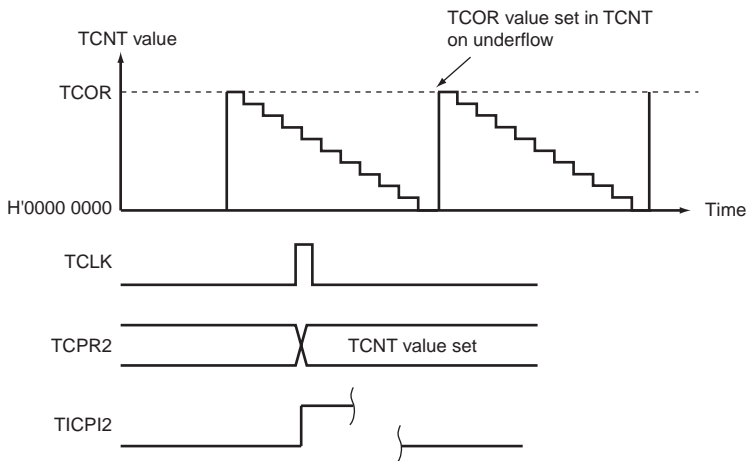 TCOR value set in TCNT
on underflow
TCNT value
TCOR
H'0000 0000
Time
TCLK
TCPR2
TCNT value set
TICPI2